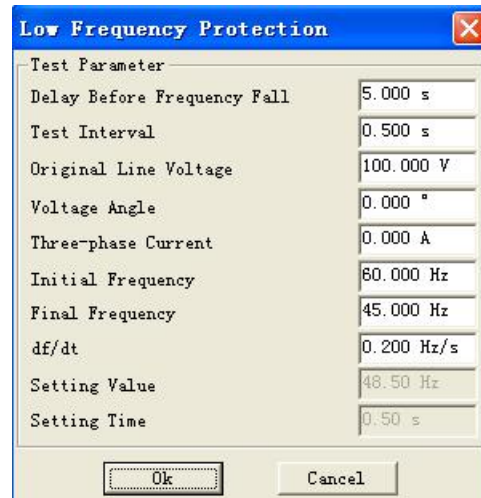 Low Frequency Protection
Test Parameter
Delay Before Frequency Fall 5.000 s
Test Interval 0.500 s
Original Line Voltage 100.000 V
Voltage Angle 0.000 °
Three-phase Current 0.000 A
Initial Frequency 60.000 Hz
Final Frequency 45.000 Hz
df/dt 0.200 Hz/s
Setting Value 48.50 Hz
Setting Time 0.50 s
Ok Cancel